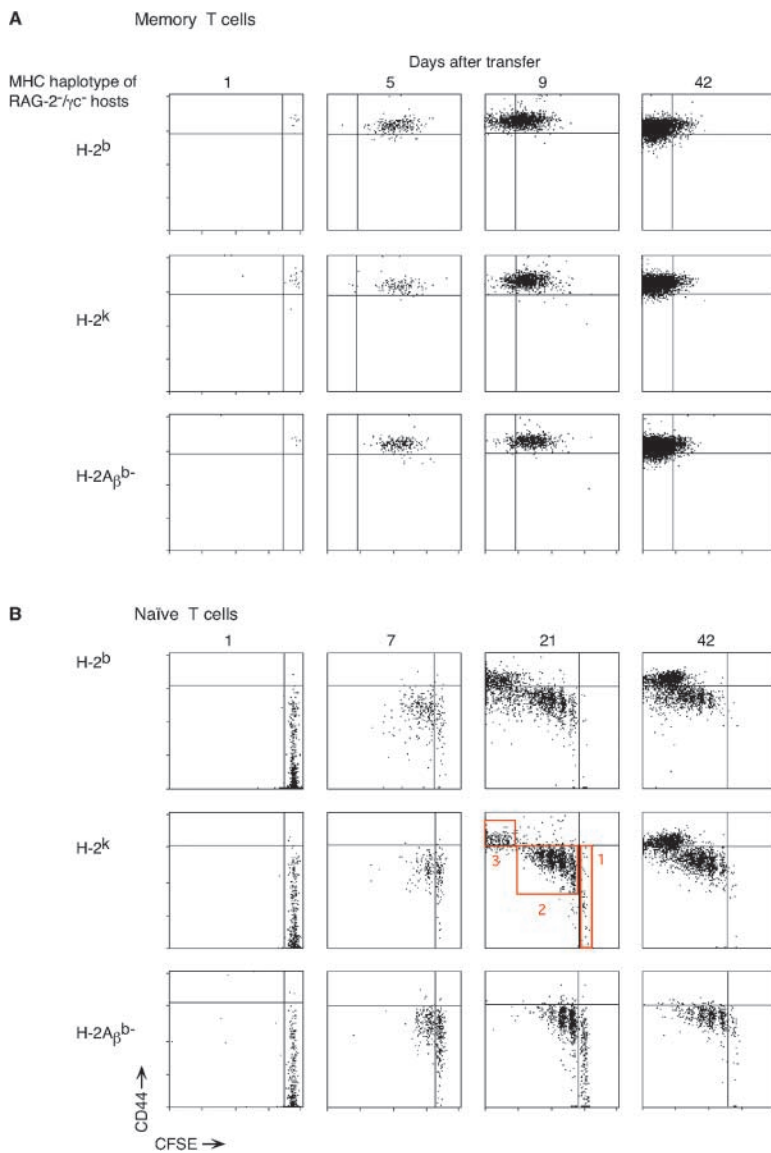 A Memory T cells
Days after transfer
MHC haplotype of
RAG-2⁻/γc⁻ hosts
1 5 9 42
H-2ᵇ
H-2ᵏ
H-2Aᵦᵇ⁻
B Naïve T cells
1 7 21 42
H-2ᵇ
H-2ᵏ
3 1
2
H-2Aᵦᵇ⁻
CD44 →
CFSE →